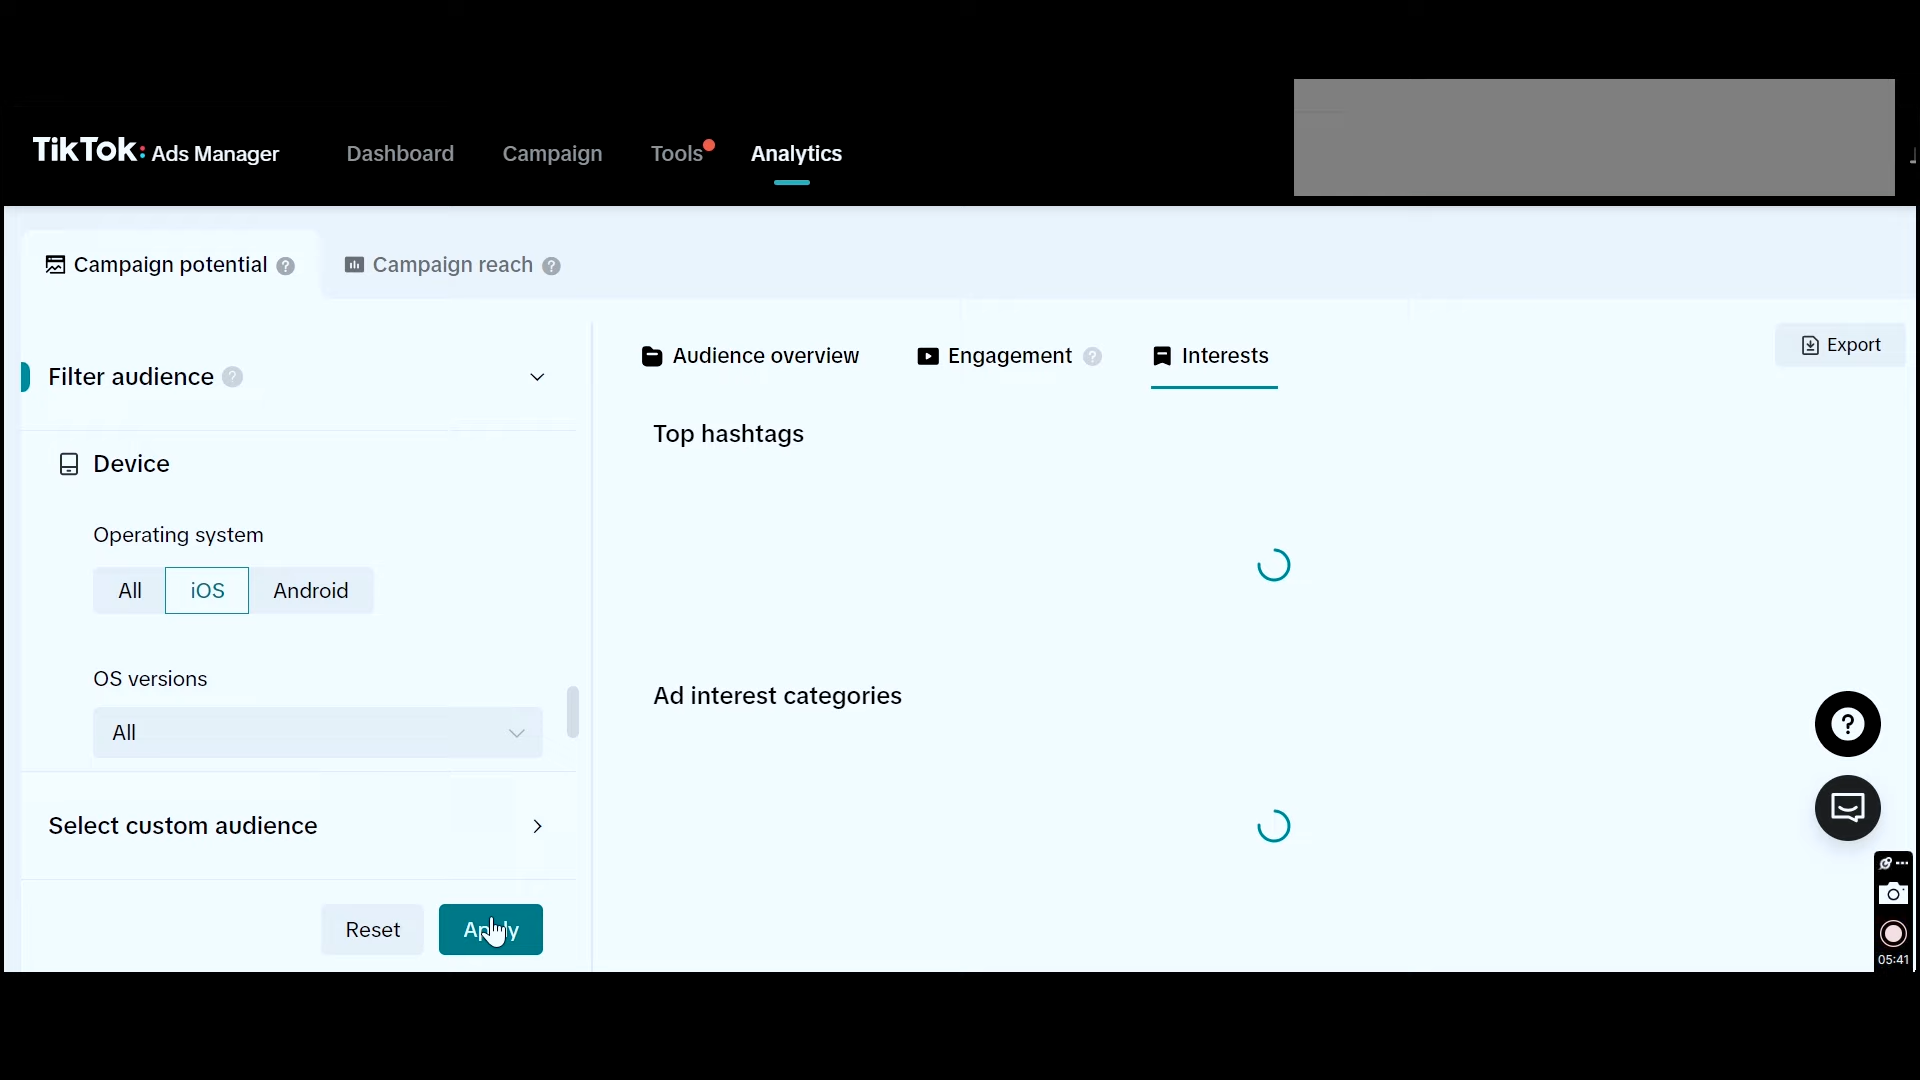 TikTok: Ads Manager Dashboard Campaign Tools Analytics
Campaign potential ? Campaign reach ?
Filter audience ?
Audience overview Engagement ? Interests Export
Top hashtags
Device
Operating system
All iOS Android
OS versions
All
Ad interest categories
?
Select custom audience
Reset Apply
05:41